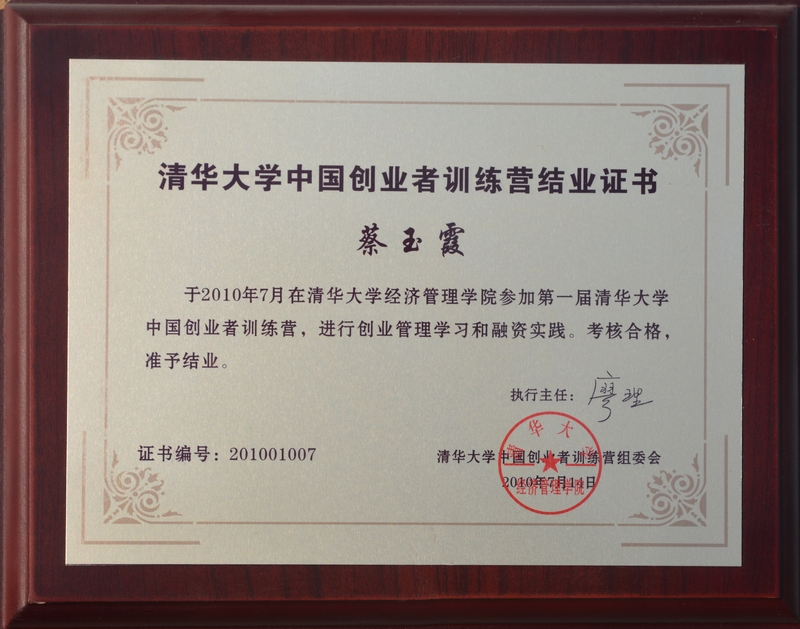 清华大学中国创业者训练营结业证书
蔡玉霞
于2010年7月在清华大学经济管理学院参加第一届清华大学
中国创业者训练营，进行创业管理学习和融资实践。考核合格，
准予结业。
执行主任：廖理
证书编号：201001007
清华大学中国创业者训练营组委会
2010年7月14日
清华大学
经济管理学院